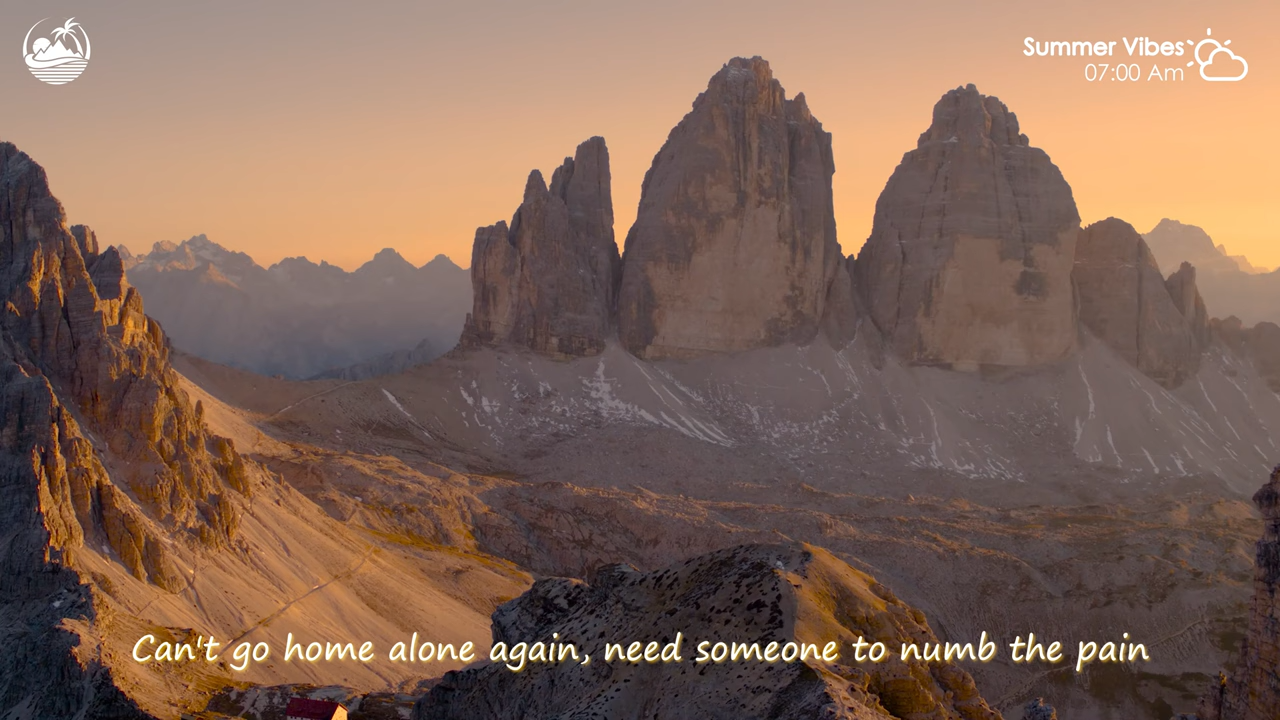 Summer Vibes
07:00 Am
Can't go home alone again, need someone to numb the pain